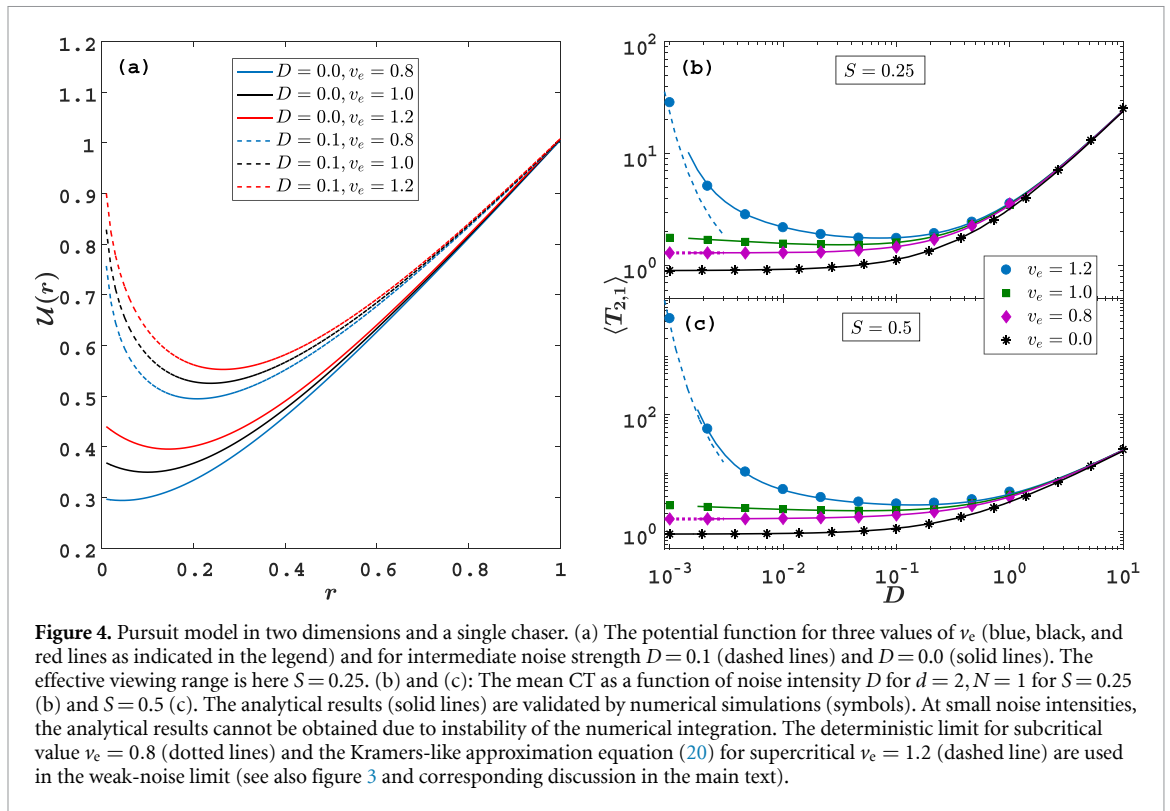 (a)
D = 0.0, v_e = 0.8
D = 0.0, v_e = 1.0
D = 0.0, v_e = 1.2
D = 0.1, v_e = 0.8
D = 0.1, v_e = 1.0
D = 0.1, v_e = 1.2
1.2
1.1
1
0.9
0.8
0.7
0.6
0.5
0.4
0.3
0.2
U(r)
0
0.2
0.4
0.6
0.8
1
r
(b)
S = 0.25
10^2
10^1
10^0
⟨T_{2,1}⟩
v_e = 1.2
v_e = 1.0
v_e = 0.8
v_e = 0.0
(c)
S = 0.5
10^2
10^0
10^{-3}
10^{-2}
10^{-1}
10^0
10^1
D
Figure 4. Pursuit model in two dimensions and a single chaser. (a) The potential function for three values of v_e (blue, black, and
red lines as indicated in the legend) and for intermediate noise strength D = 0.1 (dashed lines) and D = 0.0 (solid lines). The
effective viewing range is here S = 0.25. (b) and (c): The mean CT as a function of noise intensity D for d = 2, N = 1 for S = 0.25
(b) and S = 0.5 (c). The analytical results (solid lines) are validated by numerical simulations (symbols). At small noise intensities,
the analytical results cannot be obtained due to instability of the numerical integration. The deterministic limit for subcritical
value v_e = 0.8 (dotted lines) and the Kramers-like approximation equation (20) for supercritical v_e = 1.2 (dashed line) are used
in the weak-noise limit (see also figure 3 and corresponding discussion in the main text).